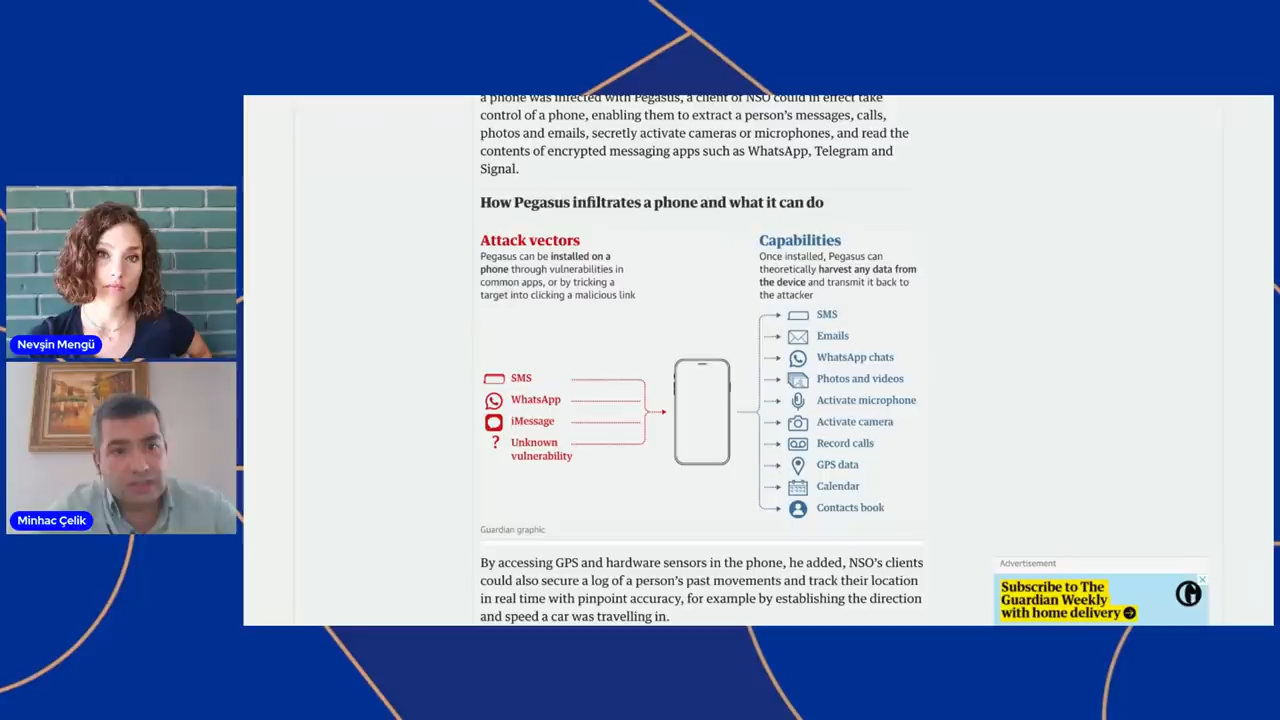 a phone was infected with Pegasus, a client of NSO could in effect take
control of a phone, enabling them to extract a person's messages, calls,
photos and emails, secretly activate cameras or microphones, and read the
contents of encrypted messaging apps such as WhatsApp, Telegram and
Signal.
How Pegasus infiltrates a phone and what it can do
Attack vectors
Pegasus can be installed on a
phone through vulnerabilities in
common apps, or by tricking a
target into clicking a malicious link
SMS
WhatsApp
iMessage
?
Unknown
vulnerability
Capabilities
Once installed, Pegasus can
theoretically harvest any data from
the device and transmit it back to
the attacker
SMS
Emails
WhatsApp chats
Photos and videos
Activate microphone
Activate camera
Record calls
GPS data
Calendar
Contacts book
Guardian graphic
By accessing GPS and hardware sensors in the phone, he added, NSO's clients
could also secure a log of a person's past movements and track their location
in real time with pinpoint accuracy, for example by establishing the direction
and speed a car was travelling in.
Advertisement
Subscribe to The
Guardian Weekly
with home delivery
G
Nevşin Mengü
Minhac Çelik